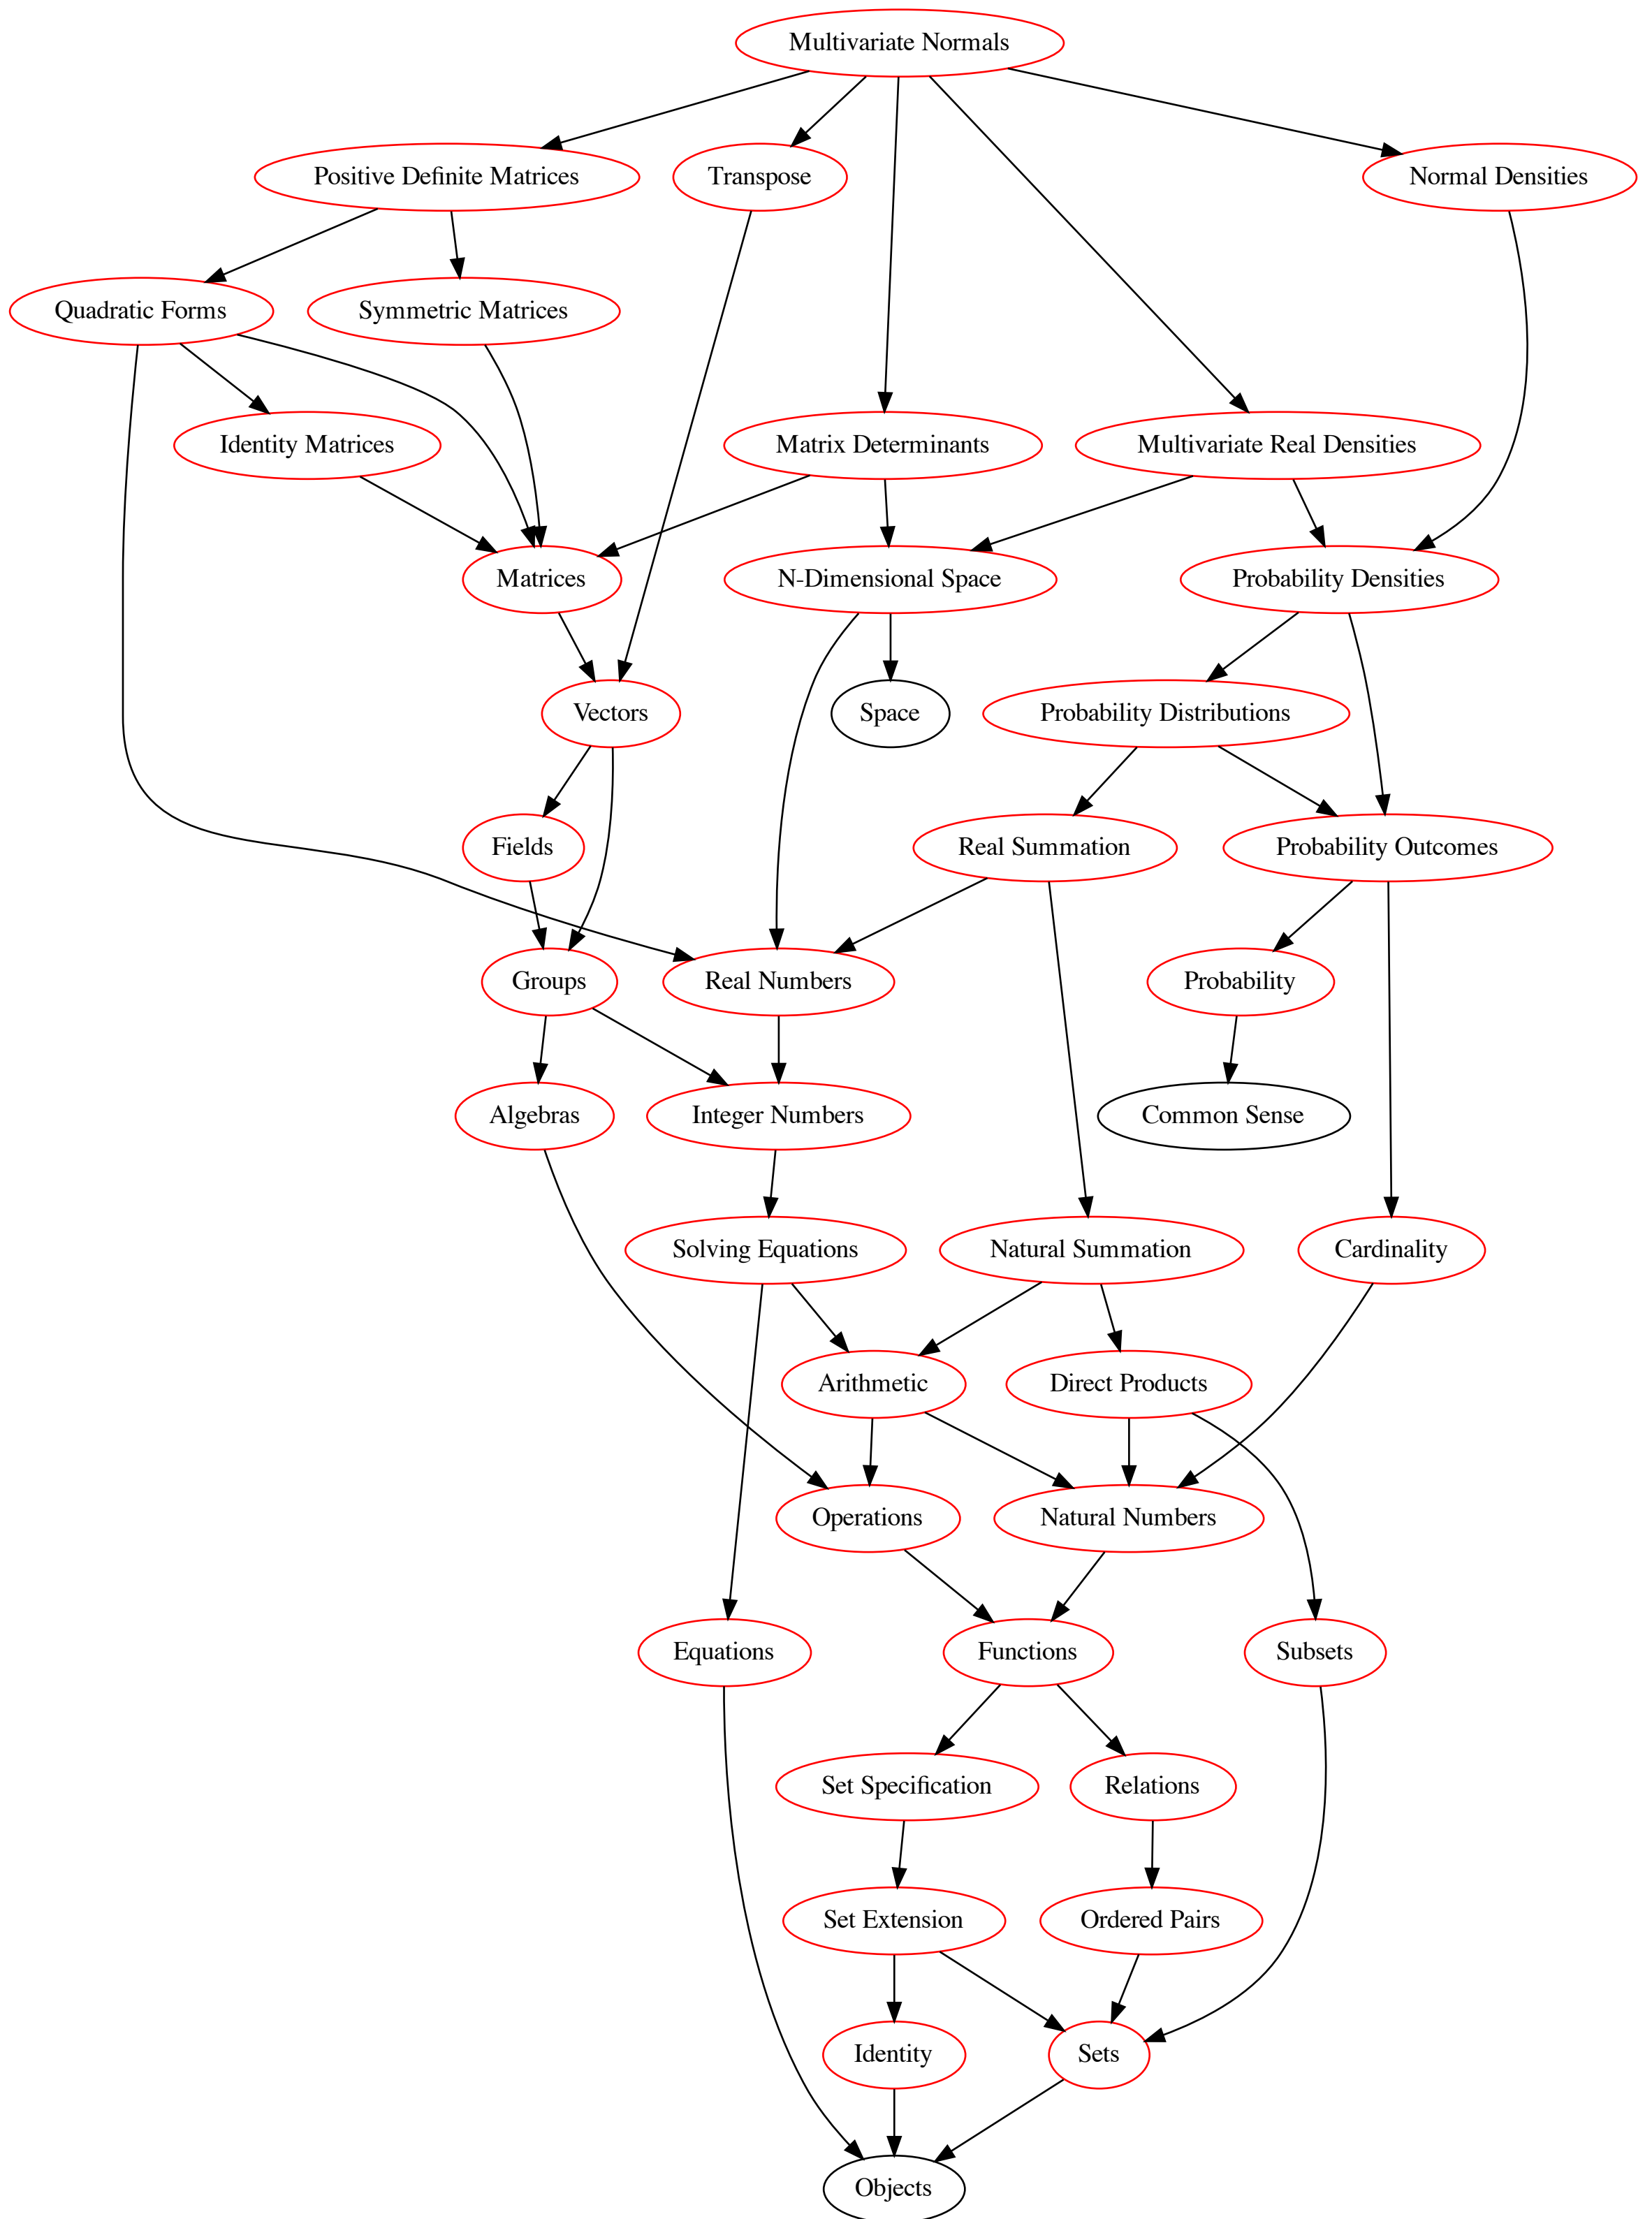 Multivariate Normals
Positive Definite Matrices
Transpose
Normal Densities
Quadratic Forms
Symmetric Matrices
Identity Matrices
Matrix Determinants
Multivariate Real Densities
Matrices
N-Dimensional Space
Probability Densities
Vectors
Space
Probability Distributions
Fields
Real Summation
Probability Outcomes
Groups
Real Numbers
Probability
Algebras
Integer Numbers
Common Sense
Solving Equations
Natural Summation
Cardinality
Arithmetic
Direct Products
Operations
Natural Numbers
Equations
Functions
Subsets
Set Specification
Relations
Set Extension
Ordered Pairs
Identity
Sets
Objects